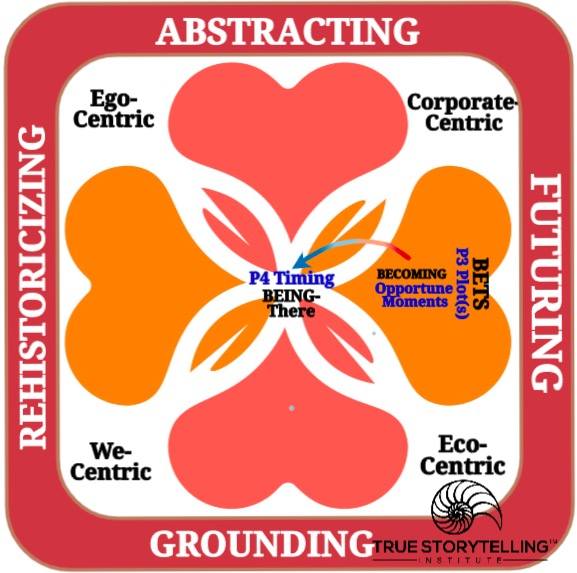 ABSTRACTING
Ego-
Centric
Corporate-
Centric
REHISTORICIZING
FUTURING
P4 Timing
BEING-
There
BECOMING
Opportune
Moments
BETS
P3 Plot(s)
We-
Centric
Eco-
Centric
GROUNDING
TRUE STORYTELLING™
INSTITUTE